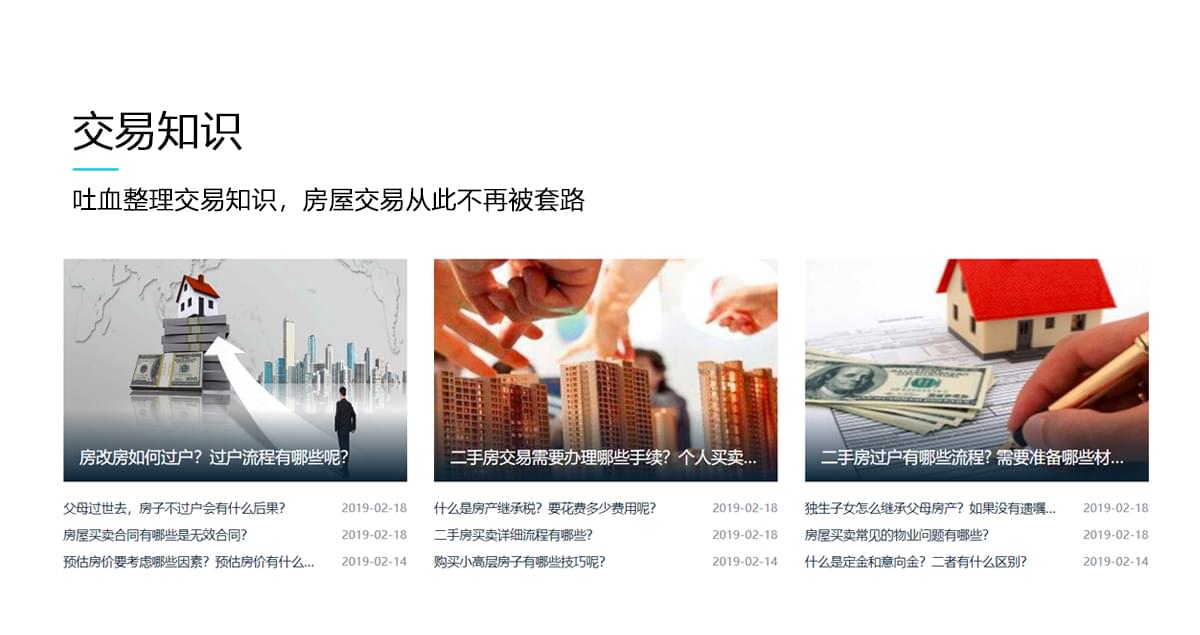 交易知识
吐血整理交易知识，房屋交易从此不再被套路
房改房如何过户？过户流程有哪些呢?
二手房交易需要办理哪些手续？个人买卖...
二手房过户有哪些流程? 需要准备哪些材...
父母过世去，房子不过户会有什么后果? 2019-02-18
房屋买卖合同有哪些是无效合同? 2019-02-18
预估房价要考虑哪些因素？预估房价有什么... 2019-02-14
什么是房产继承税？要花费多少费用呢? 2019-02-18
二手房买卖详细流程有哪些? 2019-02-18
购买小高层房子有哪些技巧呢? 2019-02-14
独生子女怎么继承父母房产？如果没有遗嘱... 2019-02-18
房屋买卖常见的物业问题有哪些? 2019-02-18
什么是定金和意向金？二者有什么区别? 2019-02-14